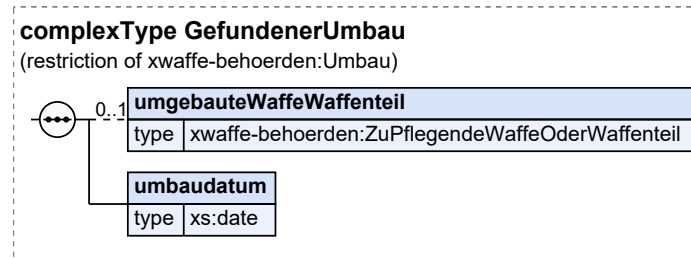 complexType GefundenerUmbau
(restriction of xwaffe-behoerden:Umbau)
0..1 umgebauteWaffeWaffenteil
type xwaffe-behoerden:ZuPflegendeWaffeOderWaffenteil
umbaudatum
type xs:date